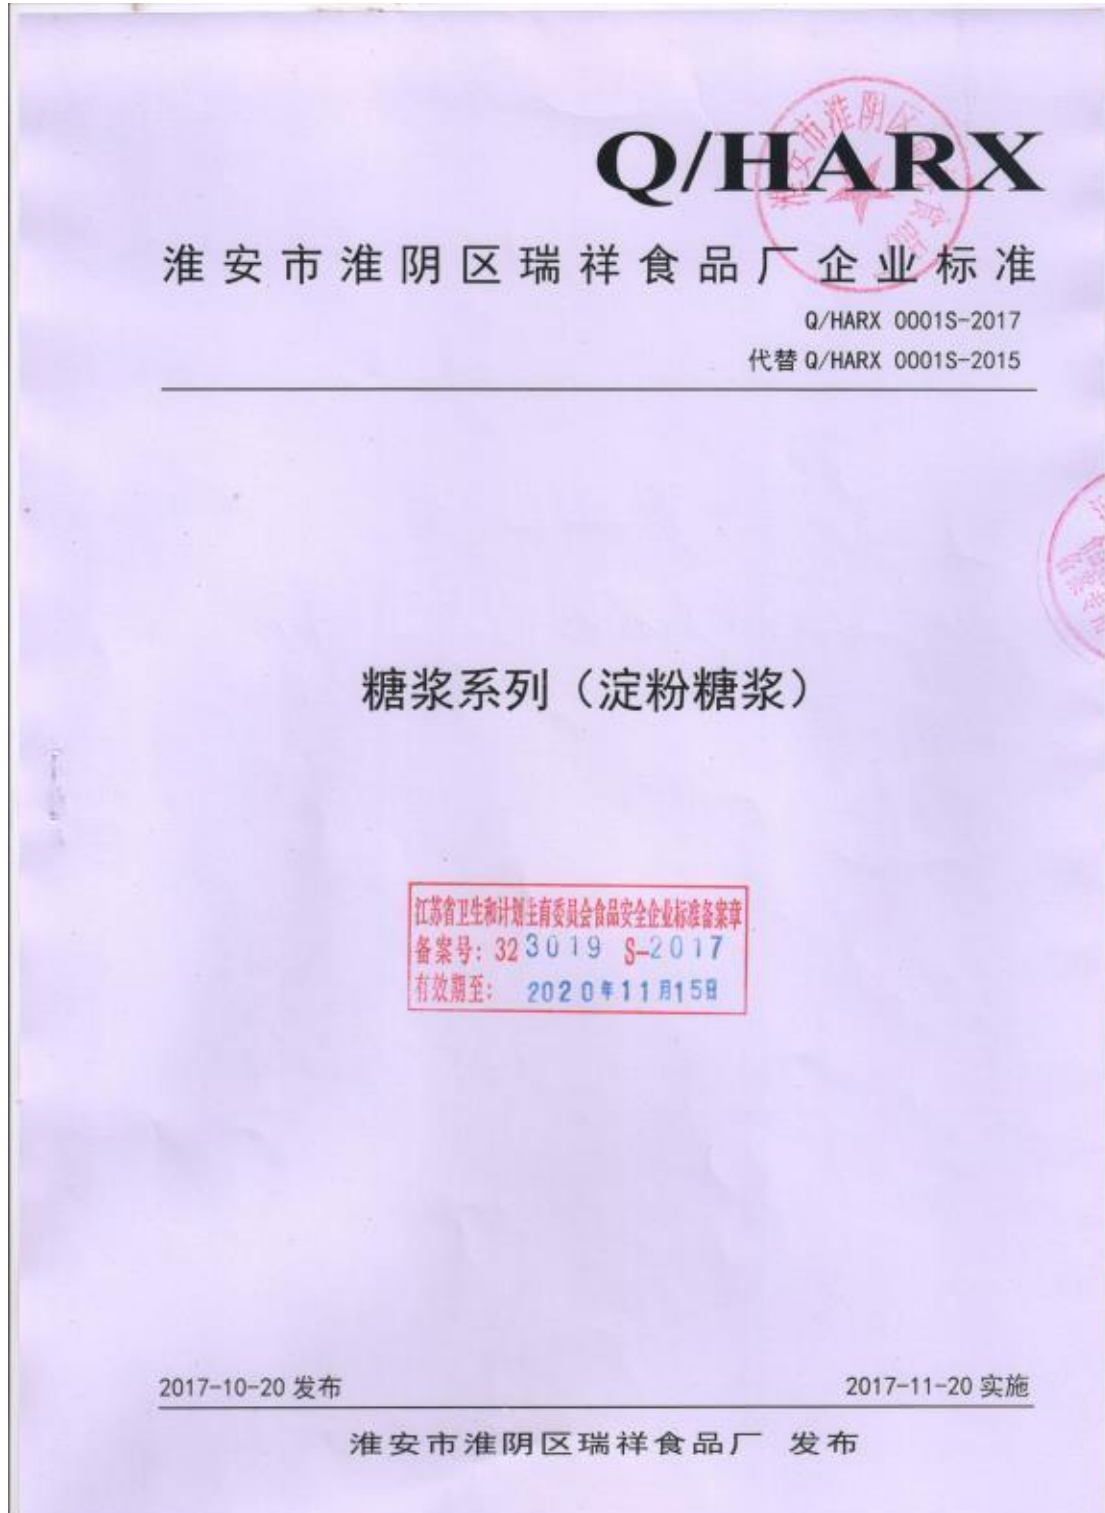 Q/HARX
淮安市淮阴区瑞祥食品厂企业标准
Q/HARX 0001S-2017
代替 Q/HARX 0001S-2015
糖浆系列（淀粉糖浆）
江苏省卫生和计划生育委员会食品安全企业标准备案章
备案号：323019 S-2017
有效期至： 2020年11月15日
2017-10-20 发布
2017-11-20 实施
淮安市淮阴区瑞祥食品厂 发布